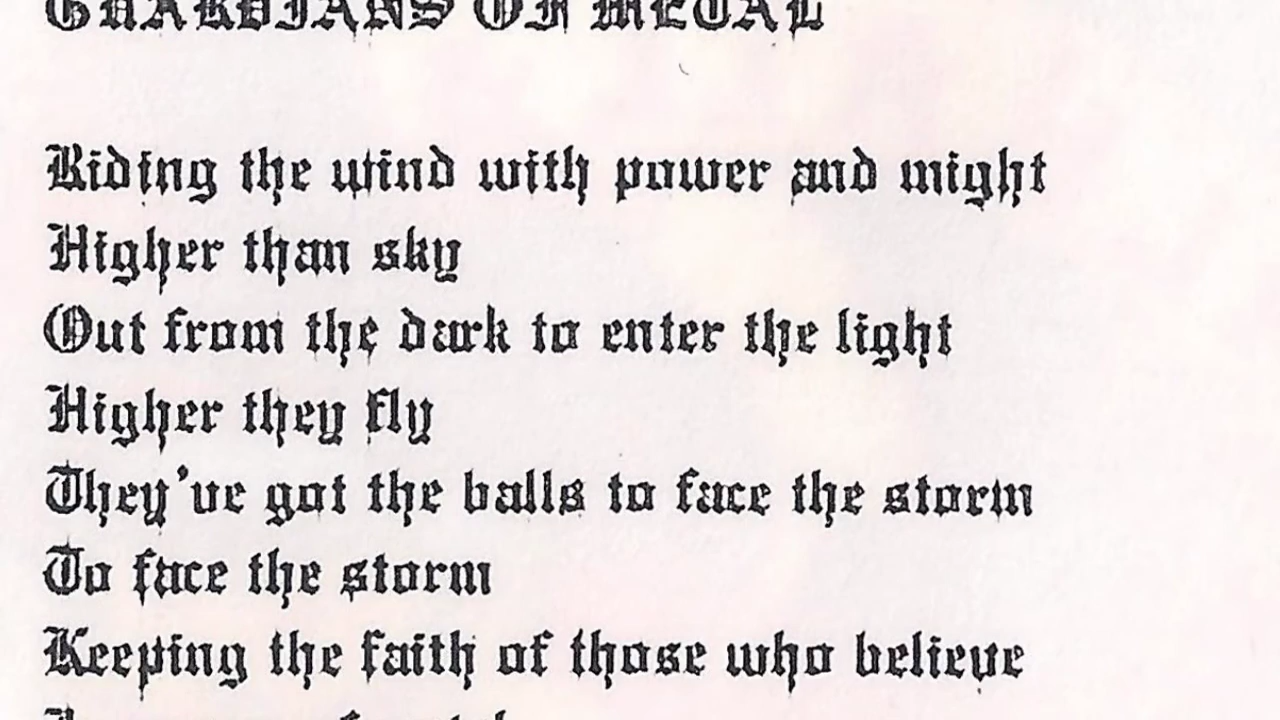 GUARDIANS OF METAL
Riding the wind with power and might
Higher than sky
Out from the dark to enter the light
Higher they fly
They've got the balls to face the storm
To face the storm
Keeping the faith of those who believe